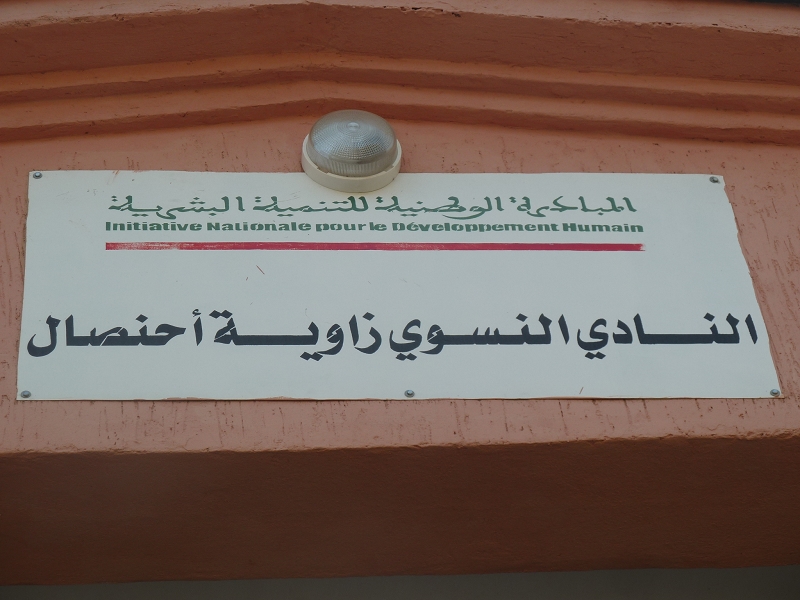 المبادرة الوطنية للتنمية البشرية
Initiative Nationale pour le Développement Humain
النادي النسوي زاوية أحنصال